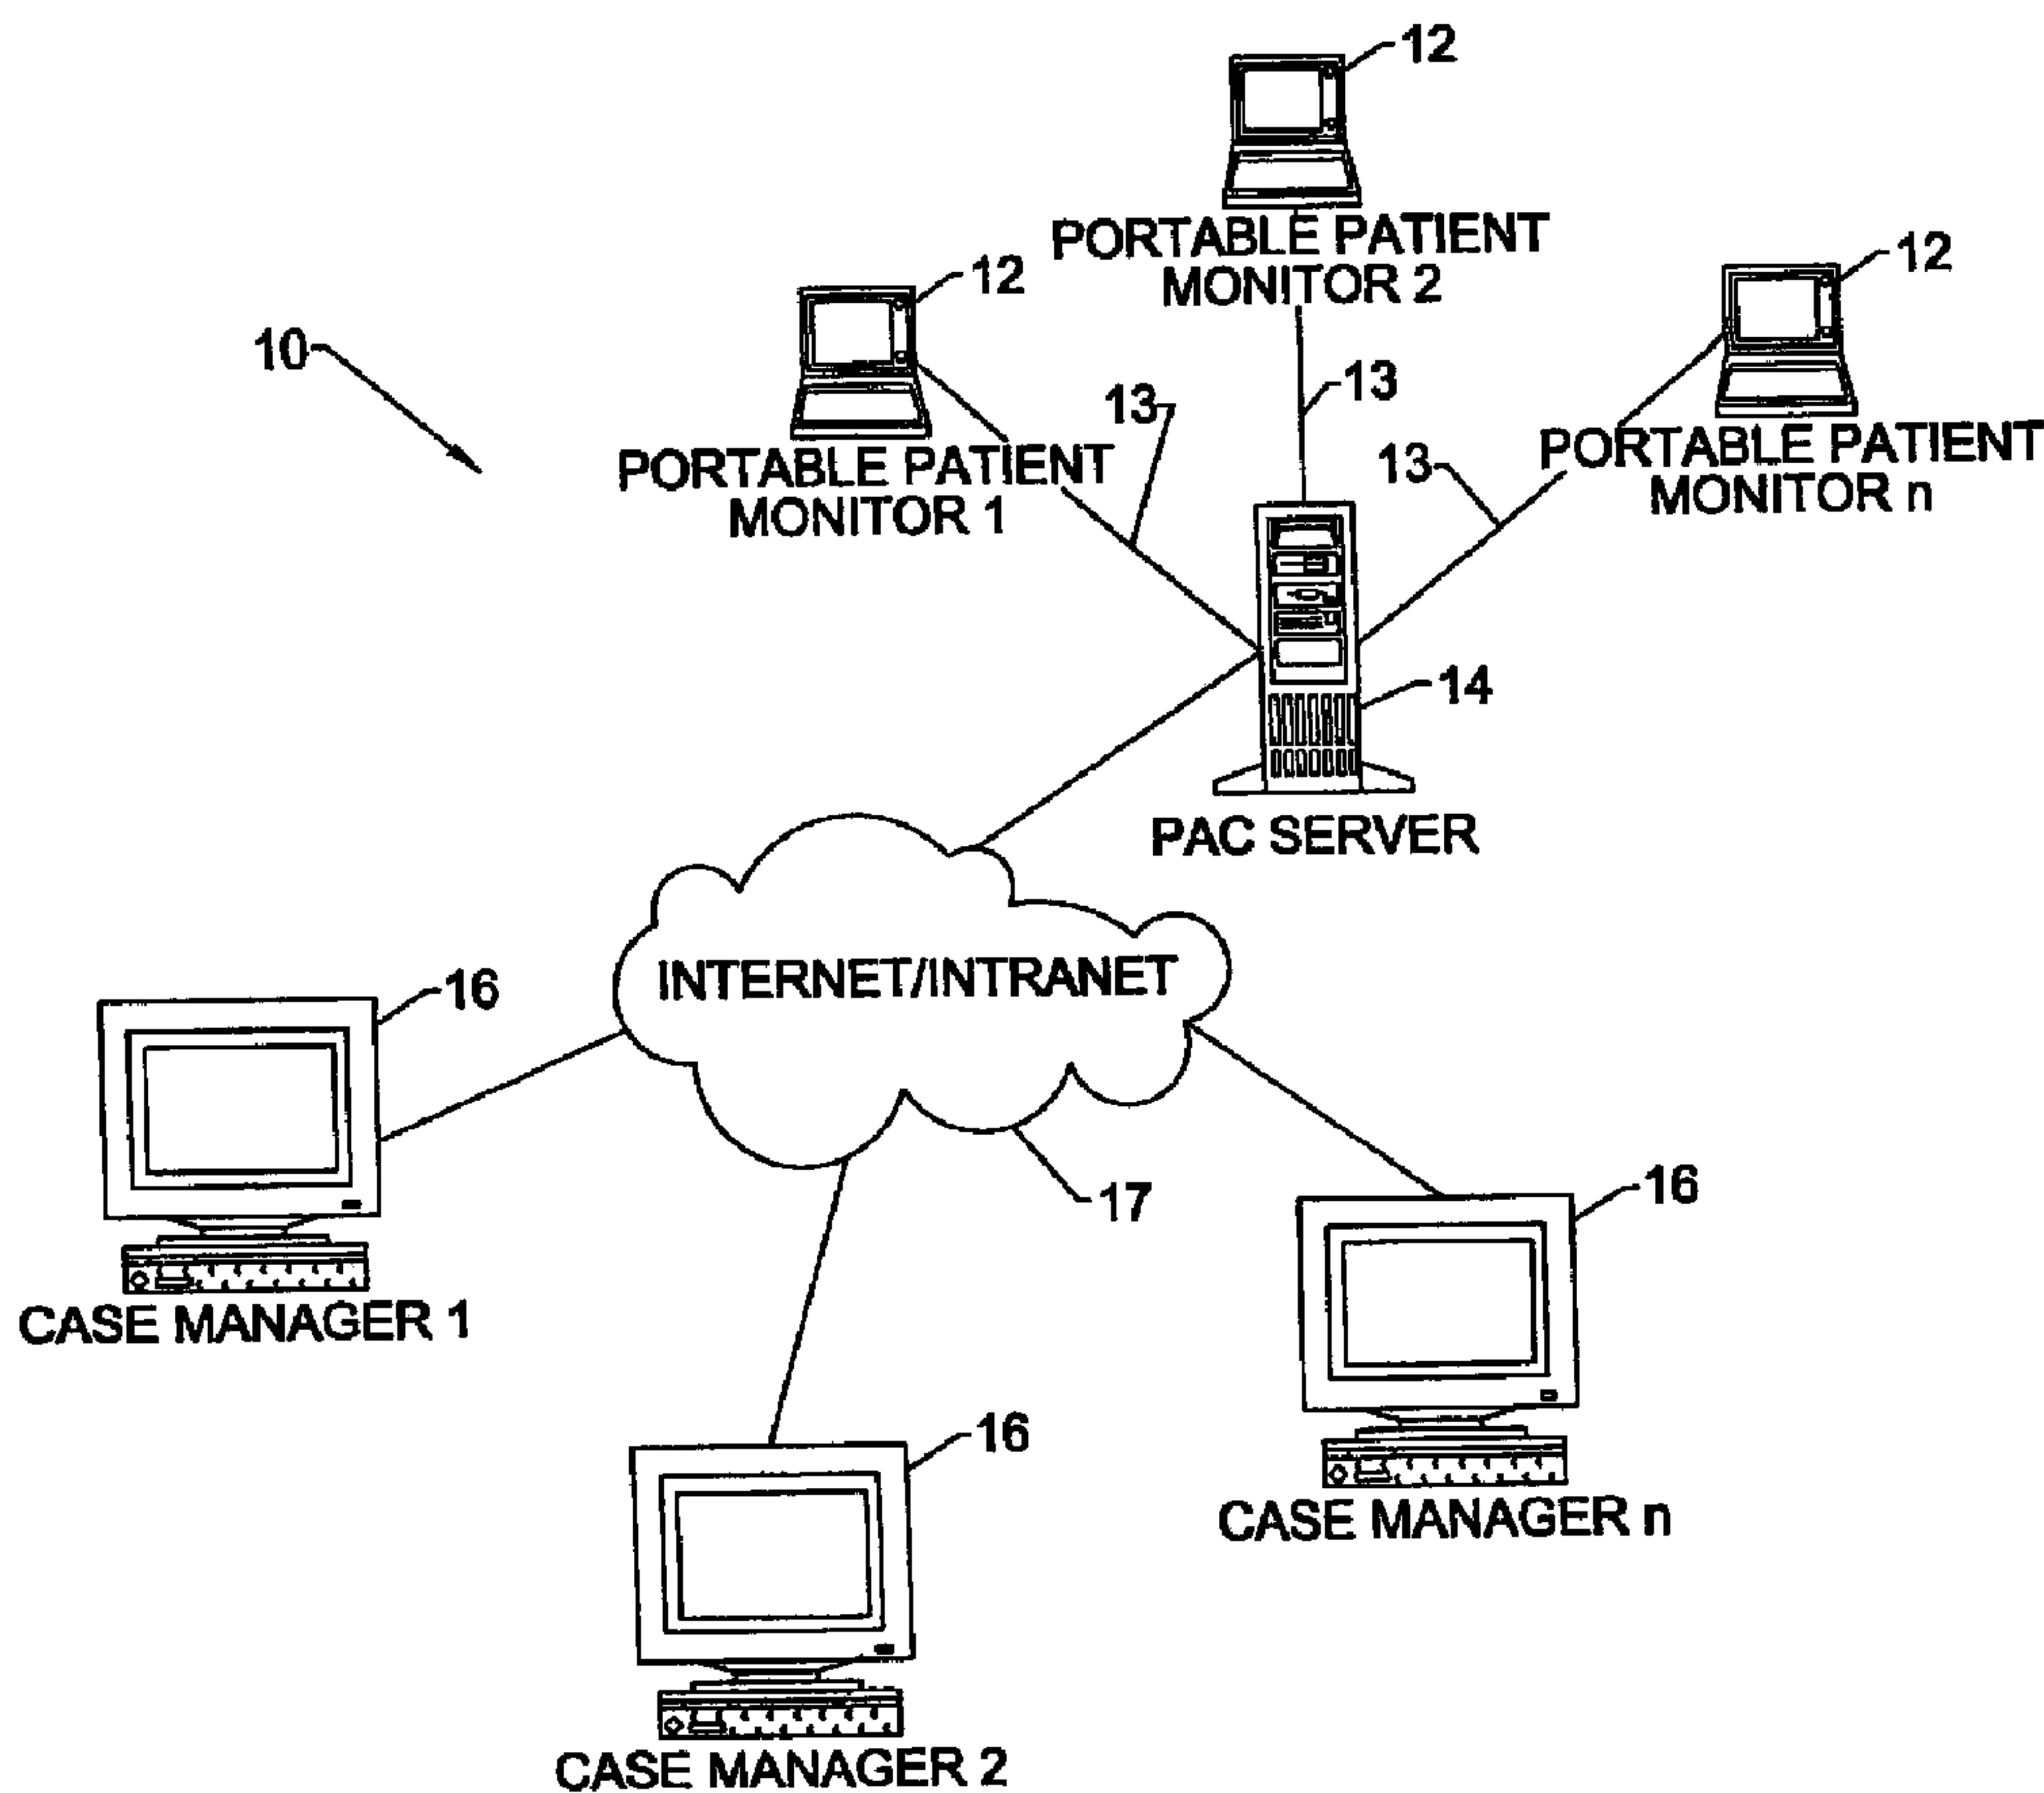 12
PORTABLE PATIENT
MONITOR 2
12
PORTABLE PATIENT
MONITOR 1
12
PORTABLE PATIENT
MONITOR n
10
13
13
13
14
PAC SERVER
INTERNET/INTRANET
17
16
CASE MANAGER 1
16
CASE MANAGER n
16
CASE MANAGER 2